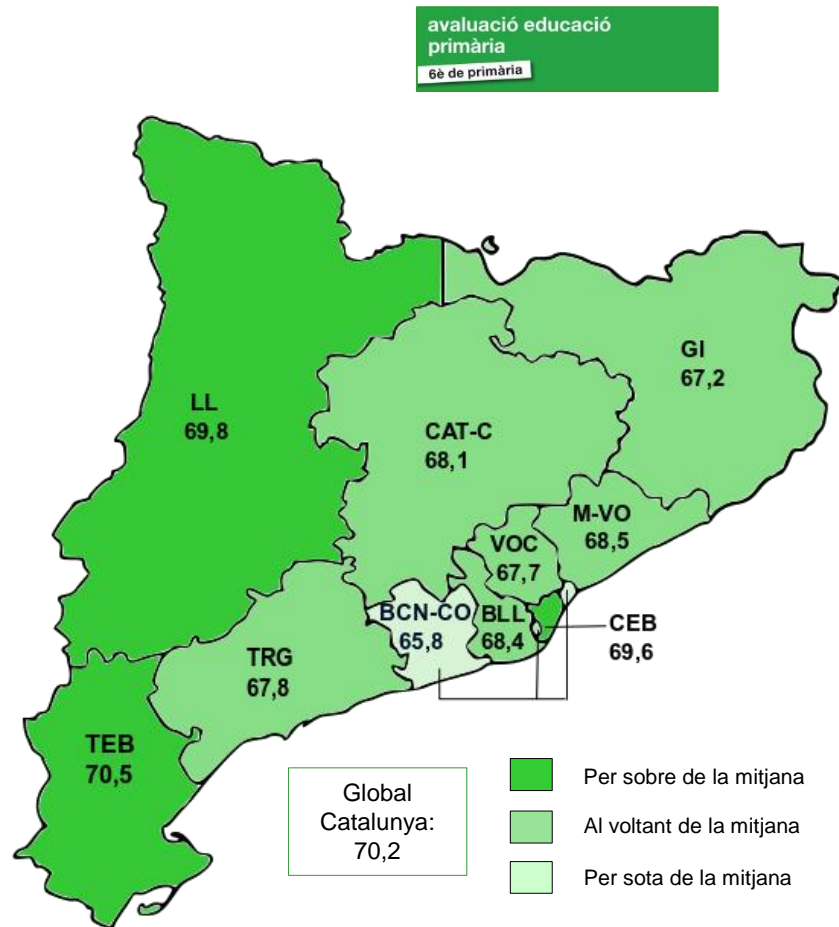 avaluació educació
primària
6è de primària
GI
67,2
LL
69,8
CAT-C
68,1
M-VO
68,5
VOC
67,7
BCN-CO
65,8
BLL
68,4
CEB
69,6
TRG
67,8
TEB
70,5
Global
Catalunya:
70,2
Per sobre de la mitjana
Al voltant de la mitjana
Per sota de la mitjana